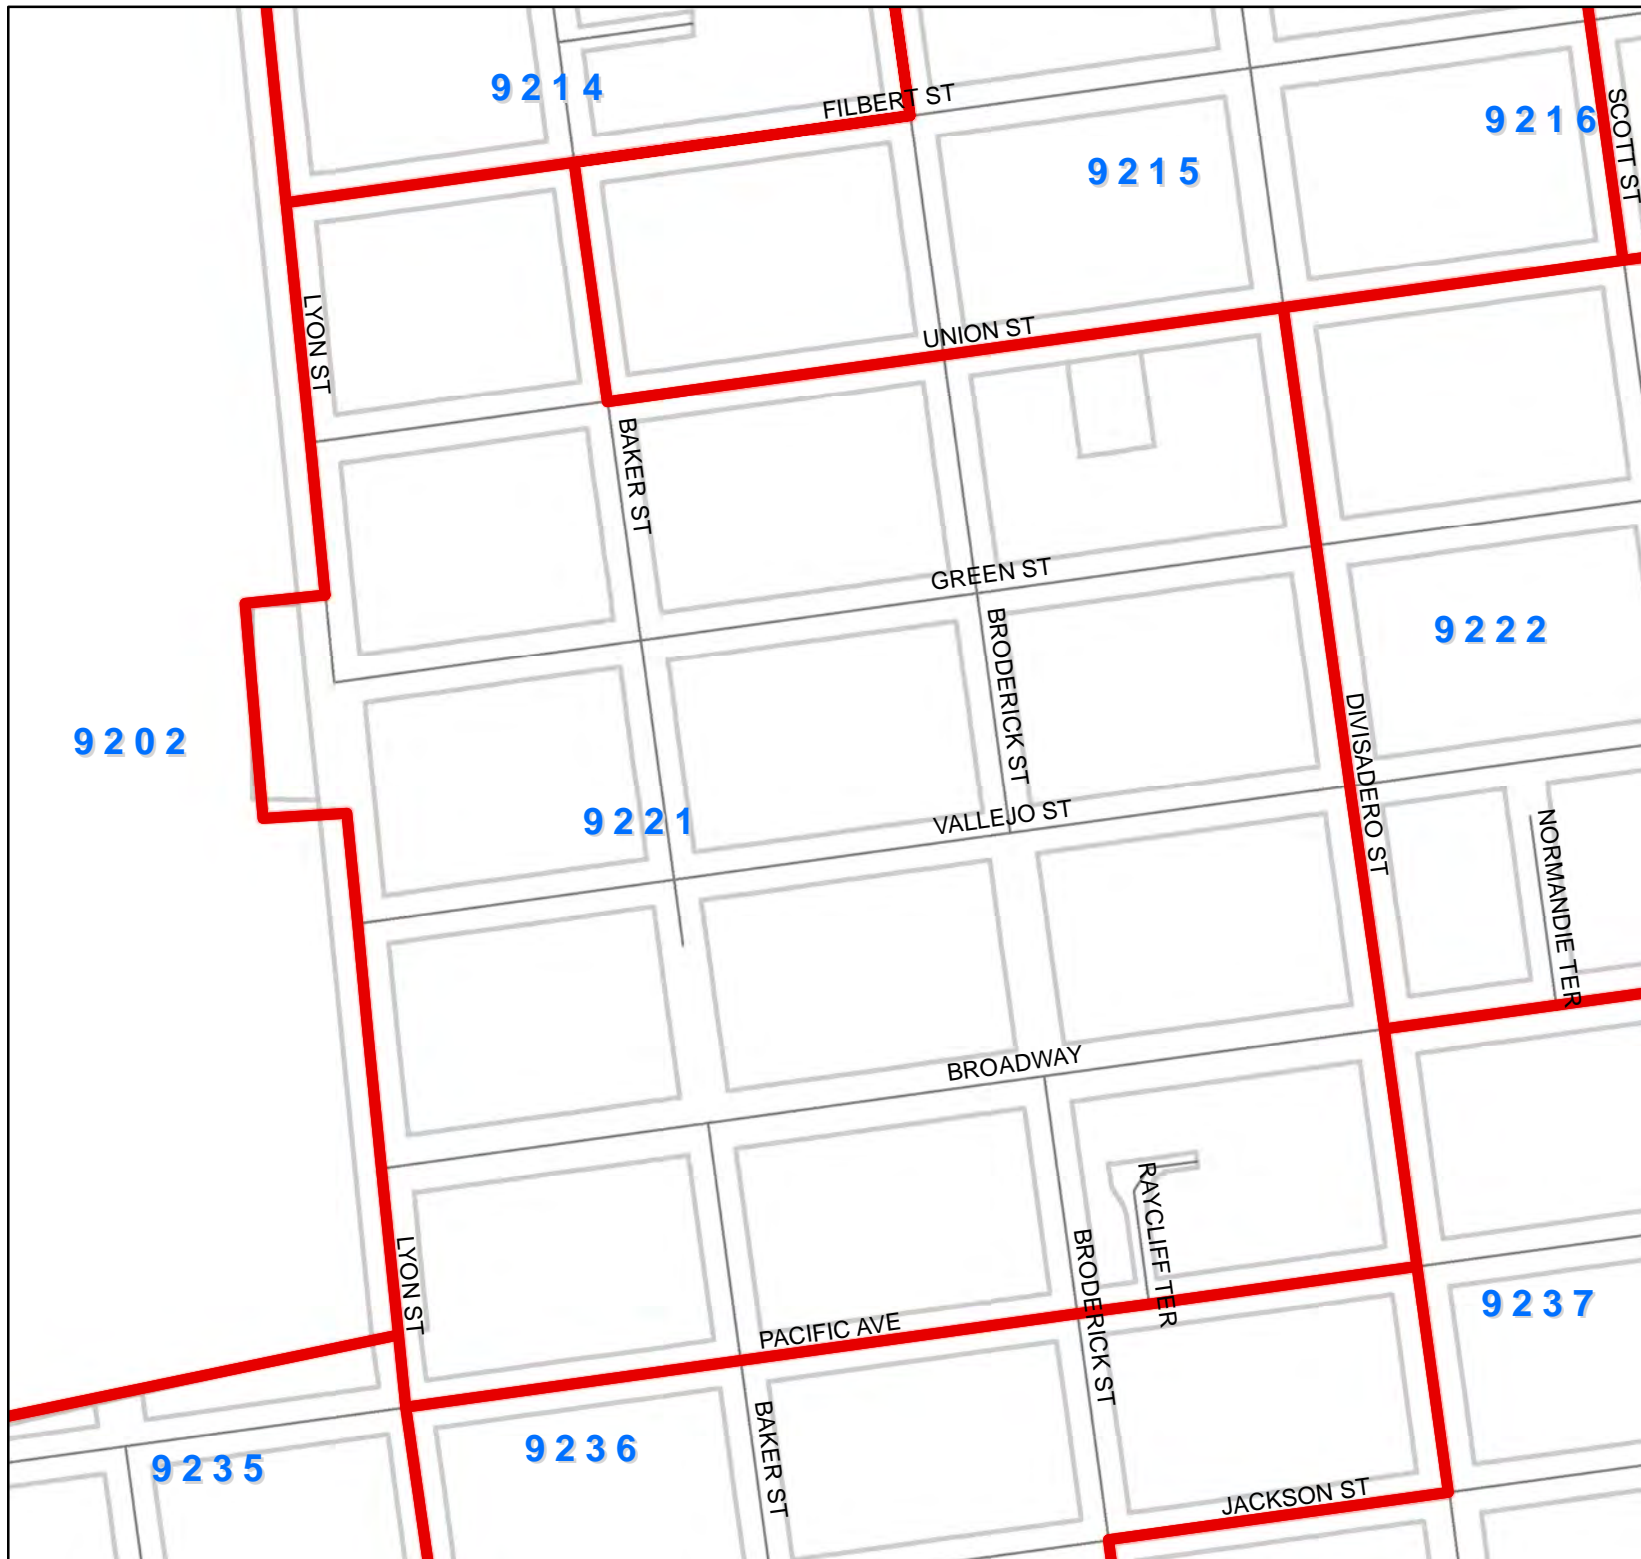 9214
FILBERT ST
9216
SCOTT ST
9215
LYON ST
UNION ST
BAKER ST
GREEN ST
BRODERICK ST
9222
DIVISADERO ST
9202
9221
VALLEJO ST
NORMANDIE TER
BROADWAY
RAYCLIFF TER
LYON ST
BRODERICK ST
PACIFIC AVE
9237
BAKER ST
9236
9235
JACKSON ST